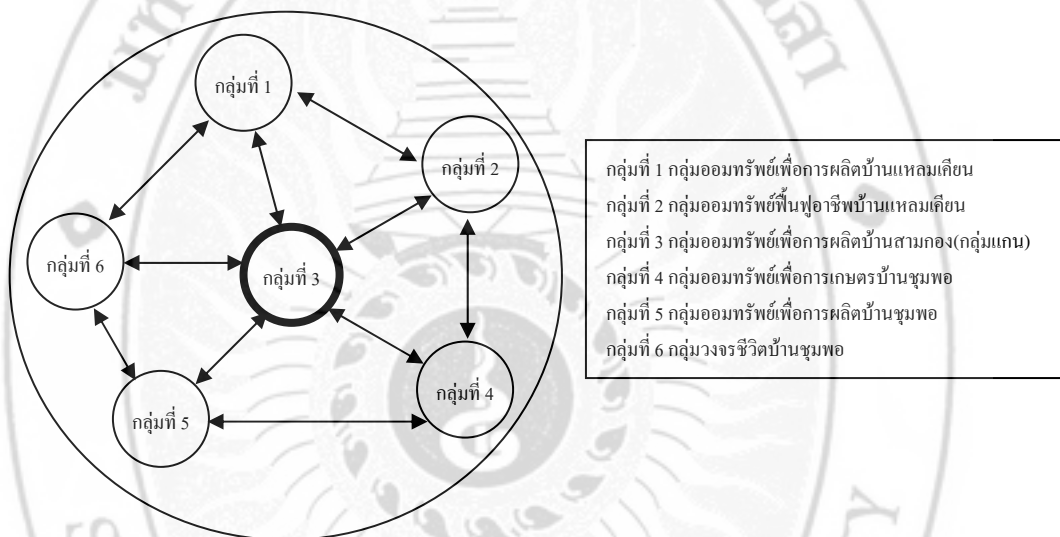 กลุ่มที่ 1
กลุ่มที่ 2
กลุ่มที่ 6
กลุ่มที่ 3
กลุ่มที่ 5
กลุ่มที่ 4
กลุ่มที่ 1 กลุ่มออมทรัพย์เพื่อการผลิตบ้านแหลมเคียน
กลุ่มที่ 2 กลุ่มออมทรัพย์ฟื้นฟูอาชีพบ้านแหลมเคียน
กลุ่มที่ 3 กลุ่มออมทรัพย์เพื่อการผลิตบ้านสามกอง(กลุ่มแกน)
กลุ่มที่ 4 กลุ่มออมทรัพย์เพื่อการเกษตรบ้านชุมพอ
กลุ่มที่ 5 กลุ่มออมทรัพย์เพื่อการผลิตบ้านชุมพอ
กลุ่มที่ 6 กลุ่มวงจรชีวิตบ้านชุมพอ